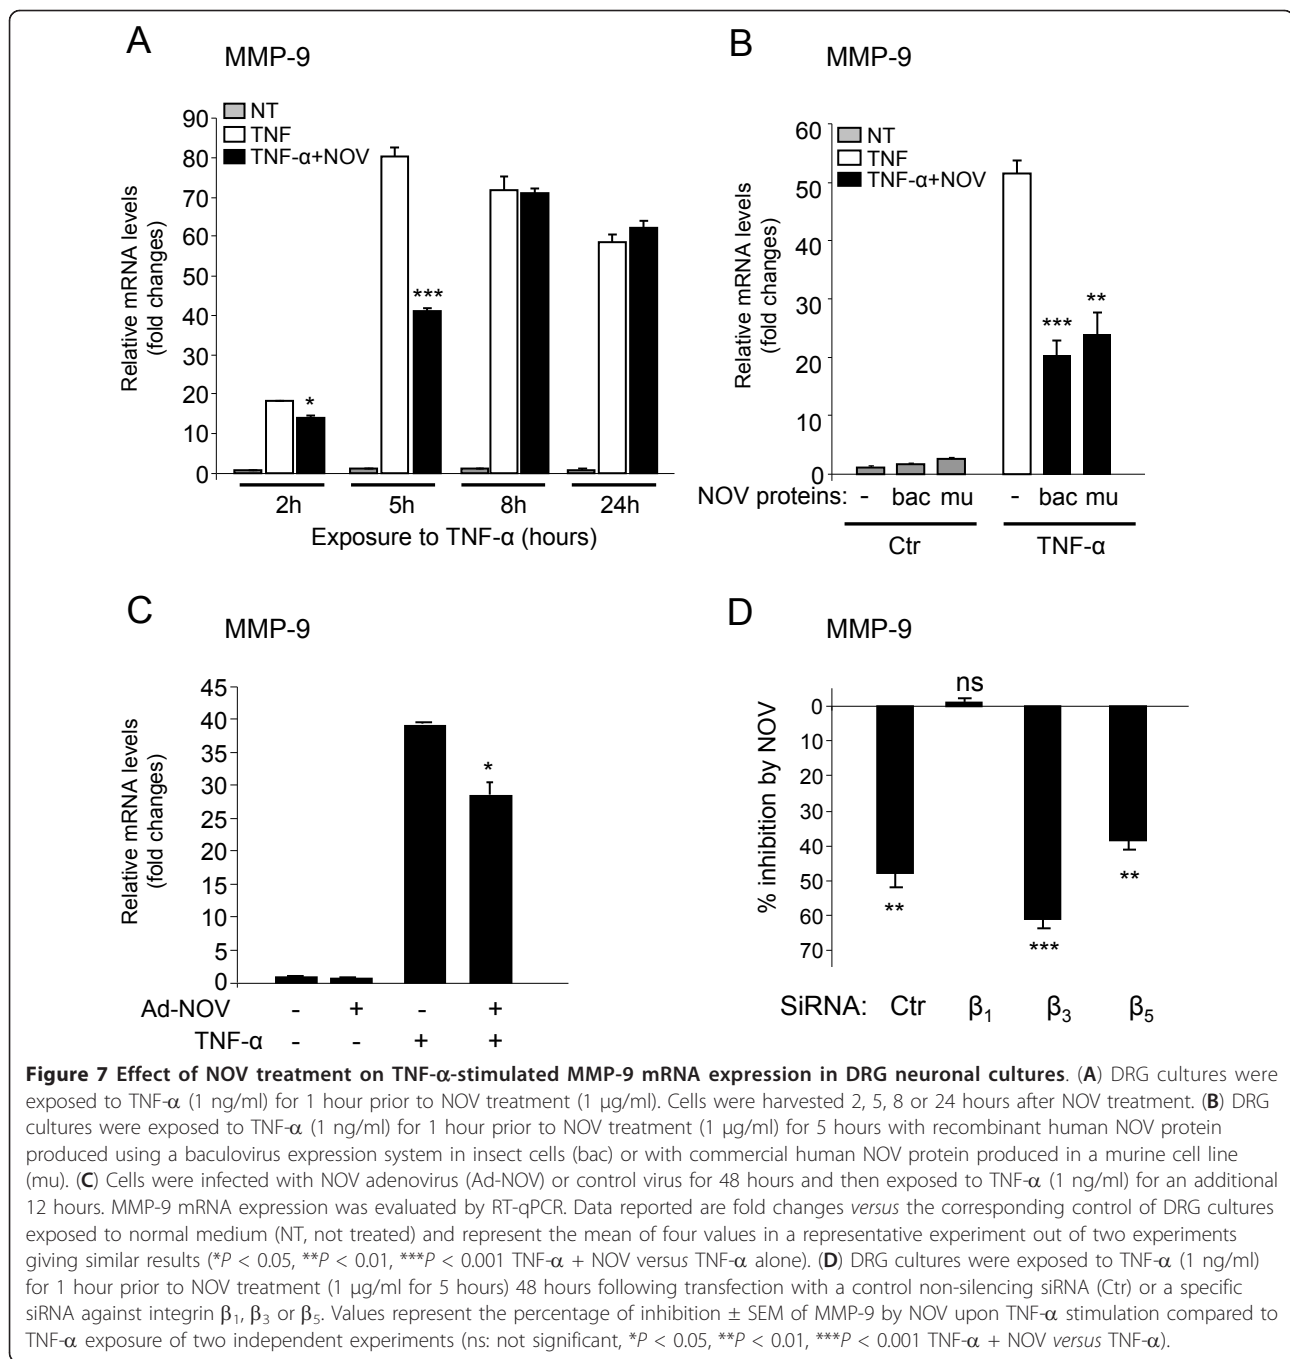 A
MMP-9
NT
TNF
TNF-α+NOV
Relative mRNA levels
(fold changes)
90
80
70
60
50
40
30
20
10
0
*
***
2h 5h 8h 24h
Exposure to TNF-α (hours)
B
MMP-9
NT
TNF
TNF-α+NOV
Relative mRNA levels
(fold changes)
60
50
40
30
20
10
0
***
**
NOV proteins: - bac mu - bac mu
Ctr TNF-α
C
MMP-9
Relative mRNA levels
(fold changes)
45
40
35
30
25
20
15
10
5
0
*
Ad-NOV - + - +
TNF-α - - + +
D
MMP-9
% inhibition by NOV
0
10
20
30
40
50
60
70
ns
**
***
**
SiRNA: Ctr β1 β3 β5
Figure 7 Effect of NOV treatment on TNF-α-stimulated MMP-9 mRNA expression in DRG neuronal cultures. (A) DRG cultures were
exposed to TNF-α (1 ng/ml) for 1 hour prior to NOV treatment (1 μg/ml). Cells were harvested 2, 5, 8 or 24 hours after NOV treatment. (B) DRG
cultures were exposed to TNF-α (1 ng/ml) for 1 hour prior to NOV treatment (1 μg/ml) for 5 hours with recombinant human NOV protein
produced using a baculovirus expression system in insect cells (bac) or with commercial human NOV protein produced in a murine cell line
(mu). (C) Cells were infected with NOV adenovirus (Ad-NOV) or control virus for 48 hours and then exposed to TNF-α (1 ng/ml) for an additional
12 hours. MMP-9 mRNA expression was evaluated by RT-qPCR. Data reported are fold changes versus the corresponding control of DRG cultures
exposed to normal medium (NT, not treated) and represent the mean of four values in a representative experiment out of two experiments
giving similar results (*P < 0.05, **P < 0.01, ***P < 0.001 TNF-α + NOV versus TNF-α alone). (D) DRG cultures were exposed to TNF-α (1 ng/ml)
for 1 hour prior to NOV treatment (1 μg/ml for 5 hours) 48 hours following transfection with a control non-silencing siRNA (Ctr) or a specific
siRNA against integrin β1, β3 or β5. Values represent the percentage of inhibition ± SEM of MMP-9 by NOV upon TNF-α stimulation compared to
TNF-α exposure of two independent experiments (ns: not significant, *P < 0.05, **P < 0.01, ***P < 0.001 TNF-α + NOV versus TNF-α).